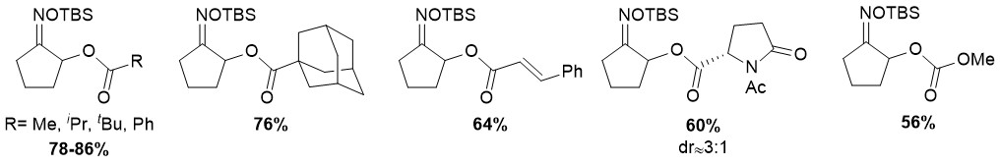 NOTBS
O
R
O
R= Me, ⁱPr, ᵗBu, Ph
78-86%
NOTBS
O
O
76%
NOTBS
O
O
Ph
64%
NOTBS
O
O
N
O
Ac
60%
dr≈3:1
NOTBS
O
OMe
O
56%